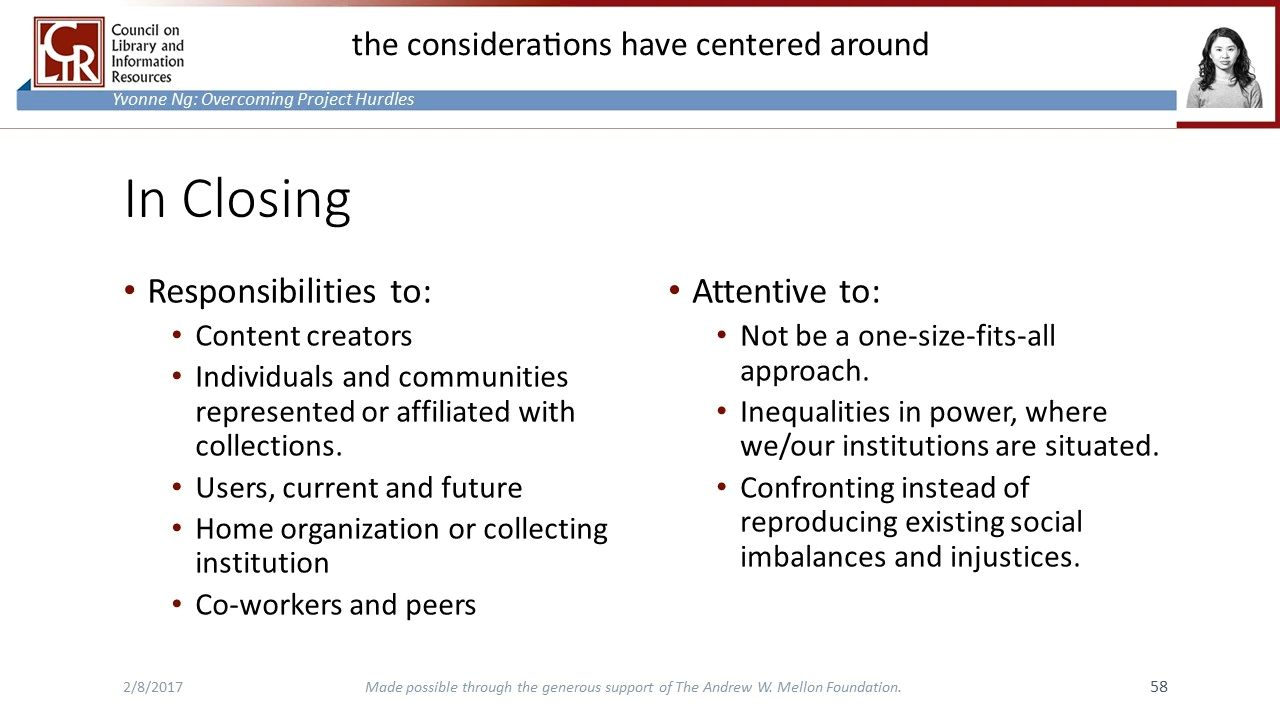 CLIR
Council on
Library and
Information
Resources
the considerations have centered around
Yvonne Ng: Overcoming Project Hurdles
In Closing
• Responsibilities to:
• Content creators
• Individuals and communities
represented or affiliated with
collections.
• Users, current and future
• Home organization or collecting
institution
• Co-workers and peers
• Attentive to:
• Not be a one-size-fits-all
approach.
• Inequalities in power, where
we/our institutions are situated.
• Confronting instead of
reproducing existing social
imbalances and injustices.
2/8/2017
Made possible through the generous support of The Andrew W. Mellon Foundation.
58